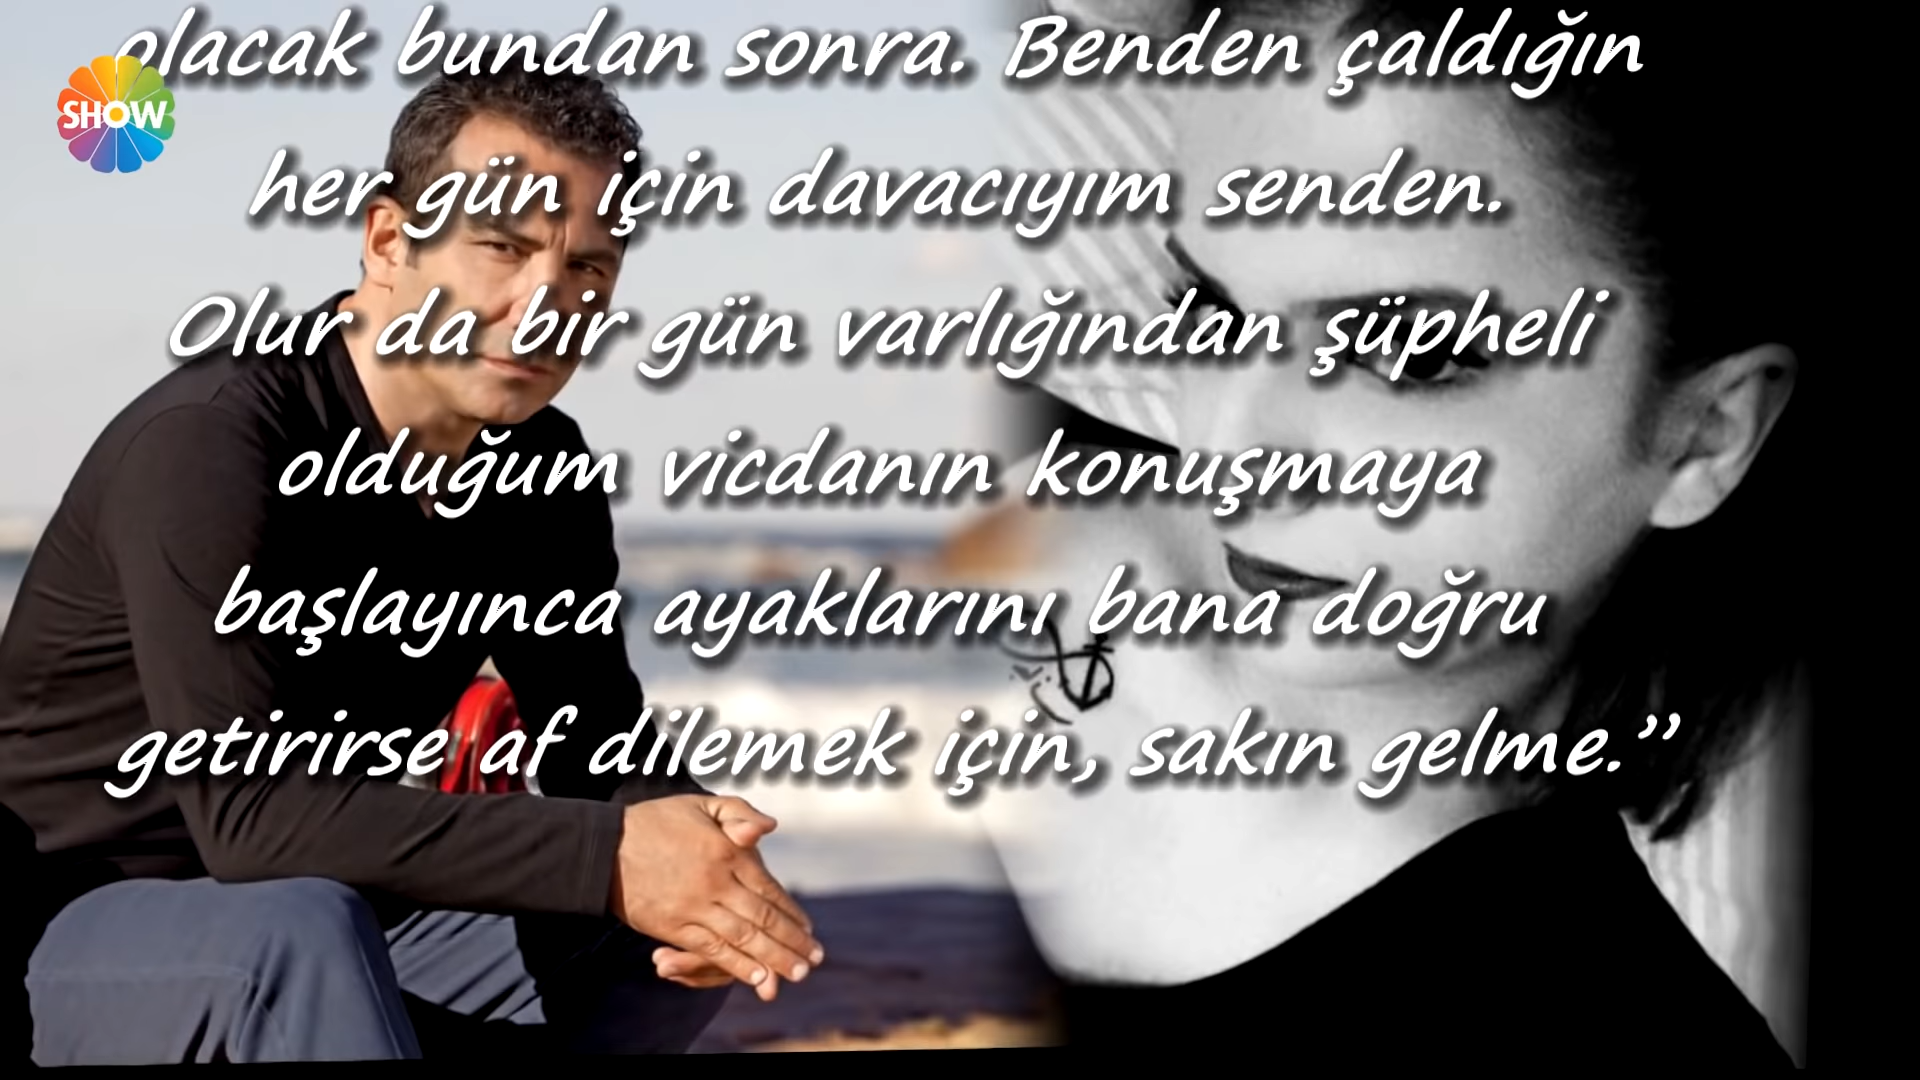 olacak bundan sonra. Benden çaldığın
SHOW
her gün için davacıyım senden.
Olur da bir gün varlığından şüpheli
olduğum vicdanın konuşmaya
başlayınca ayaklarını bana doğru
getirirse af dilemek için, sakın gelme.”